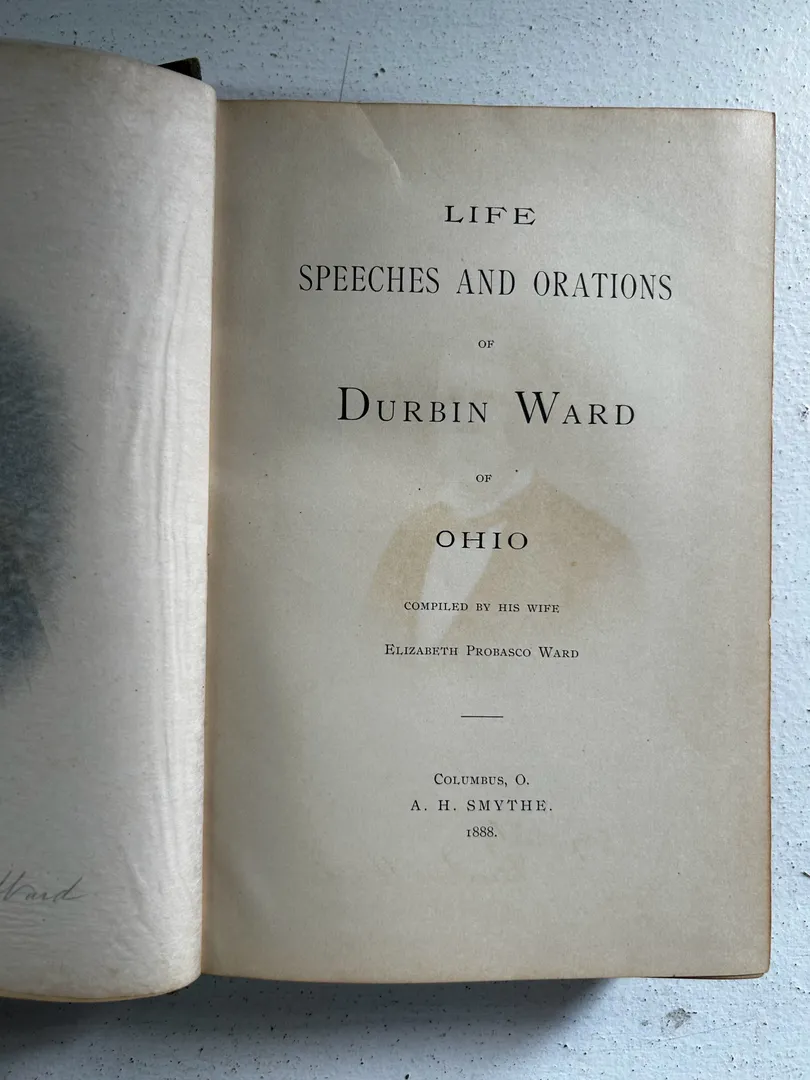 LIFE
SPEECHES AND ORATIONS
OF
DURBIN WARD
OF
OHIO
COMPILED BY HIS WIFE
ELIZABETH PROBASCO WARD
COLUMBUS, O.
A. H. SMYTHE.
1888.
Ward